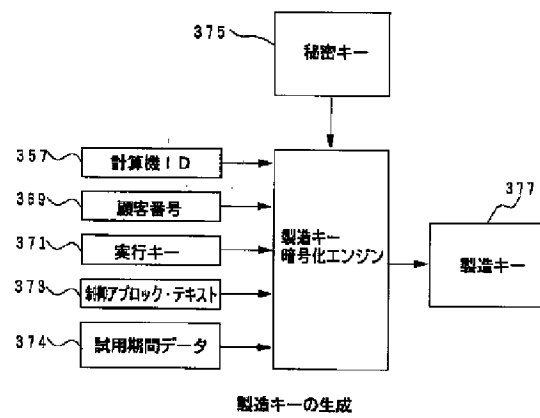 375
秘密キー
357
計算機ID
369
顧客番号
371
実行キー
373
制御アブロック・テキスト
374
試用期間データ
製造キー
暗号化エンジン
377
製造キー
製造キーの生成